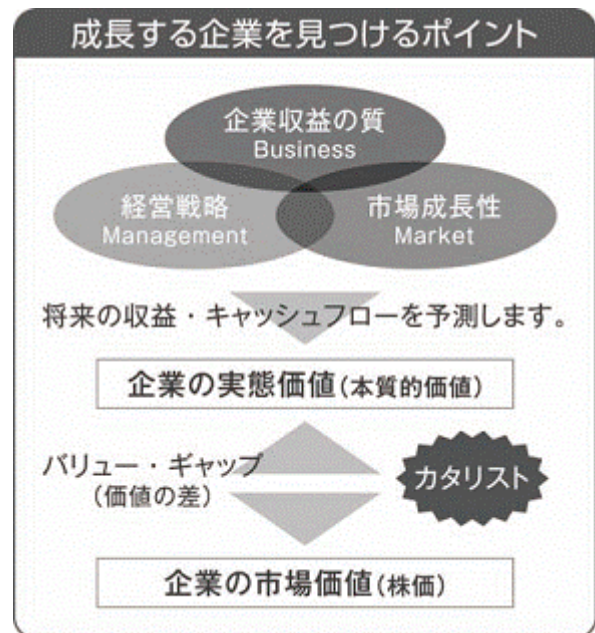 成長する企業を見つけるポイント
企業収益の質
Business
経営戦略
Management
市場成長性
Market
将来の収益・キャッシュフローを予測します。
企業の実態価値(本質的価値)
バリュー・ギャップ
(価値の差)
カタリスト
企業の市場価値(株価)